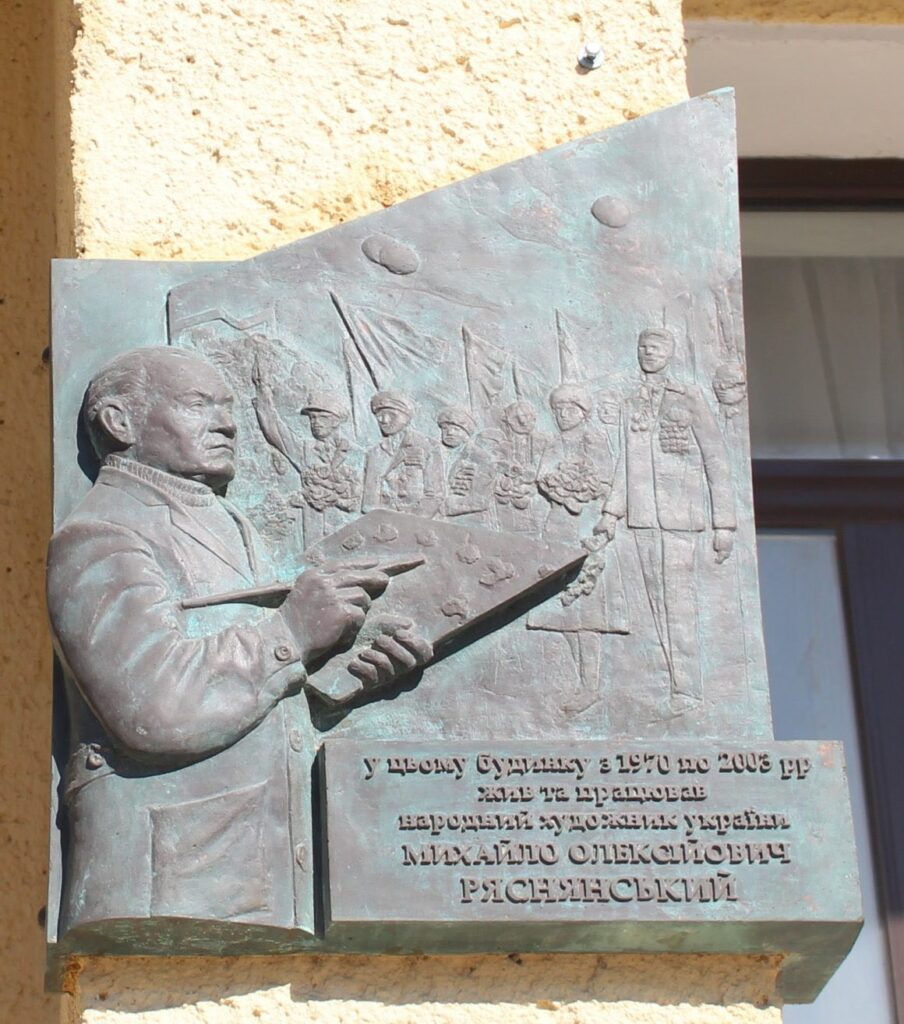 у цьому будинку з 1970 по 2003 рр
жив та працював
народний художник україни
МИХАЙЛО ОЛЕКСІЙОВИЧ
РЯСНЯНСЬКИЙ